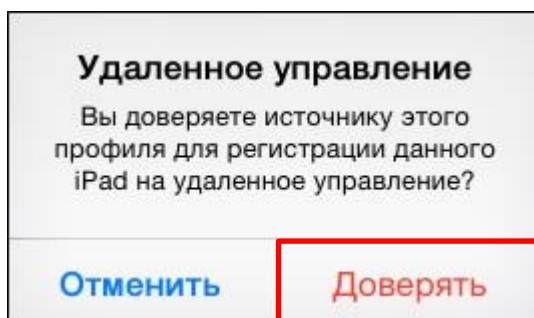 Удаленное управление
Вы доверяете источнику этого
профиля для регистрации данного
iPad на удаленное управление?
Отменить
Доверять